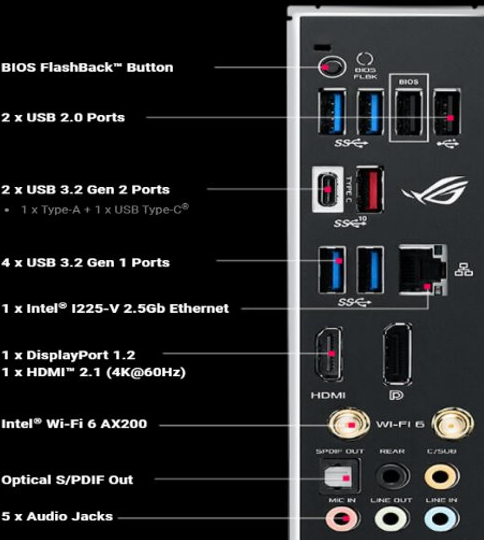 BIOS FlashBack™ Button
BIOS
FLBK
BIOS
2 x USB 2.0 Ports
SS
2 x USB 3.2 Gen 2 Ports
• 1 x Type-A + 1 x USB Type-C®
TYPE C
SS 10
4 x USB 3.2 Gen 1 Ports
SS
1 x Intel® I225-V 2.5Gb Ethernet
1 x DisplayPort 1.2
1 x HDMI™ 2.1 (4K@60Hz)
HDMI
Intel® Wi-Fi 6 AX200
WI-FI 6
SPDIF OUT REAR C/SUB
Optical S/PDIF Out
MIC IN LINE OUT LINE IN
5 x Audio Jacks